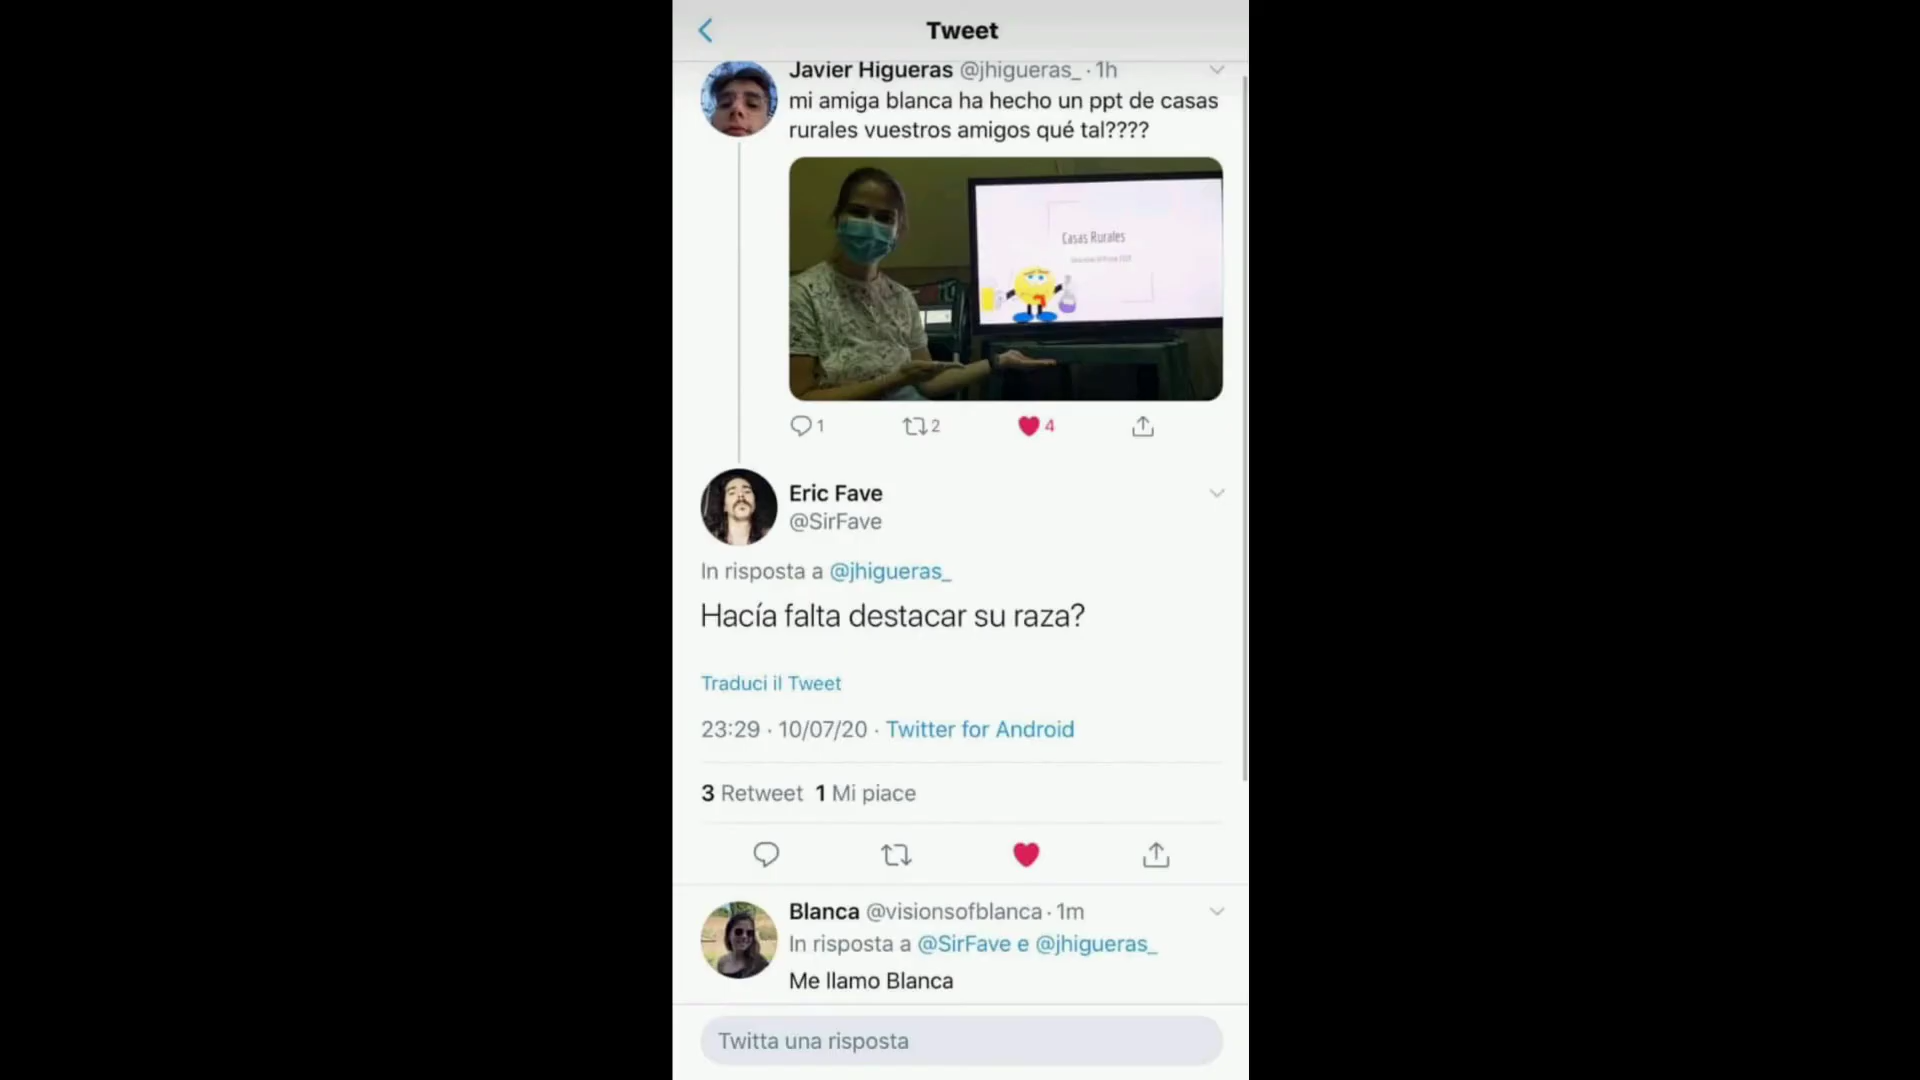 Tweet
Javier Higueras @jhigueras_ · 1h
mi amiga blanca ha hecho un ppt de casas
rurales vuestros amigos qué tal????
Casas Rurales
1 2 4
Eric Fave
@SirFave
In risposta a @jhigueras_
Hacía falta destacar su raza?
Traduci il Tweet
23:29 · 10/07/20 · Twitter for Android
3 Retweet 1 Mi piace
Blanca @visionsofblanca · 1m
In risposta a @SirFave e @jhigueras_
Me llamo Blanca
Twitta una risposta